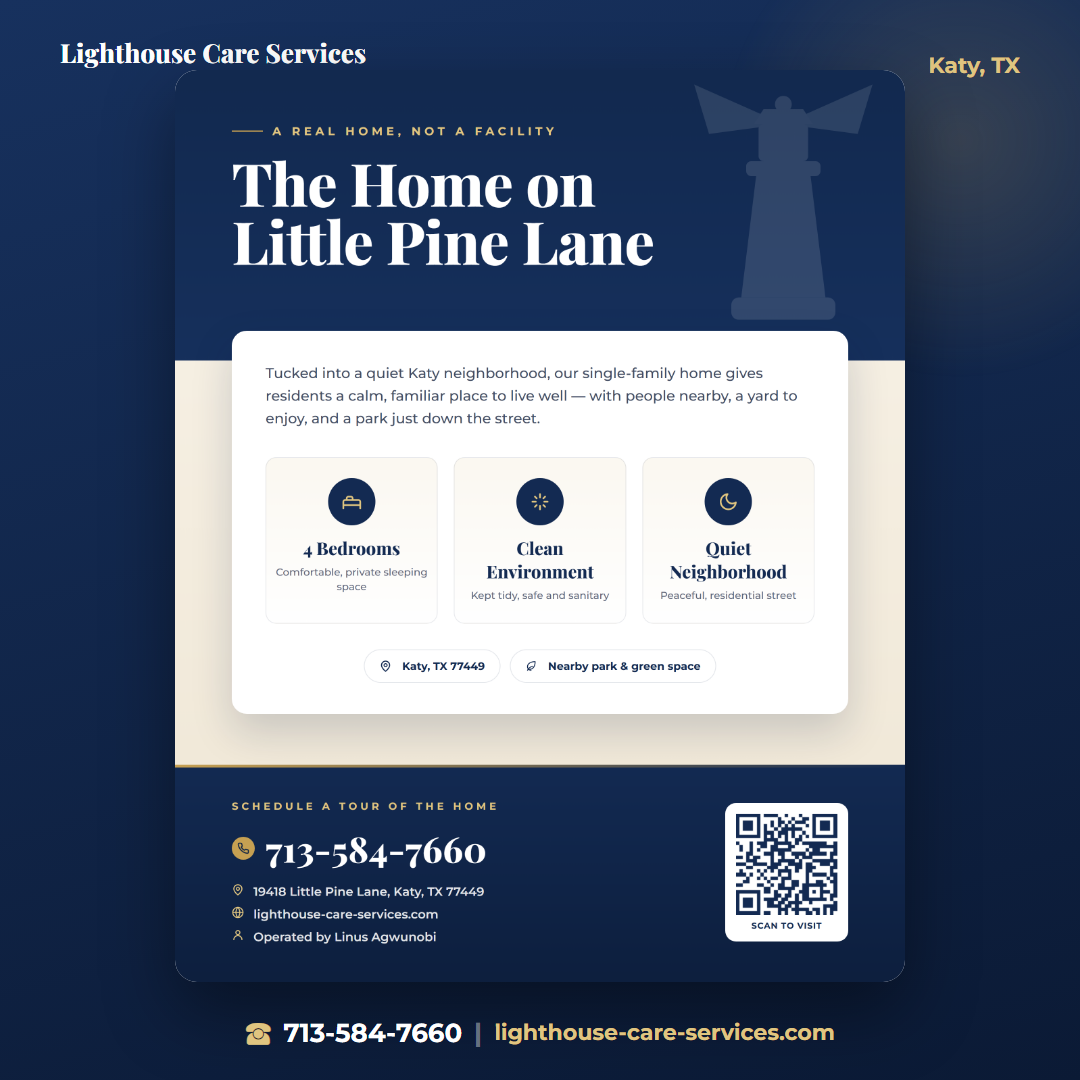 Lighthouse Care Services
Katy, TX
A REAL HOME, NOT A FACILITY
The Home on
Little Pine Lane
Tucked into a quiet Katy neighborhood, our single-family home gives
residents a calm, familiar place to live well — with people nearby, a yard to
enjoy, and a park just down the street.
4 Bedrooms
Comfortable, private sleeping
space
Clean
Environment
Kept tidy, safe and sanitary
Quiet
Neighborhood
Peaceful, residential street
Katy, TX 77449
Nearby park & green space
SCHEDULE A TOUR OF THE HOME
713-584-7660
19418 Little Pine Lane, Katy, TX 77449
lighthouse-care-services.com
Operated by Linus Agwunobi
SCAN TO VISIT
713-584-7660 | lighthouse-care-services.com